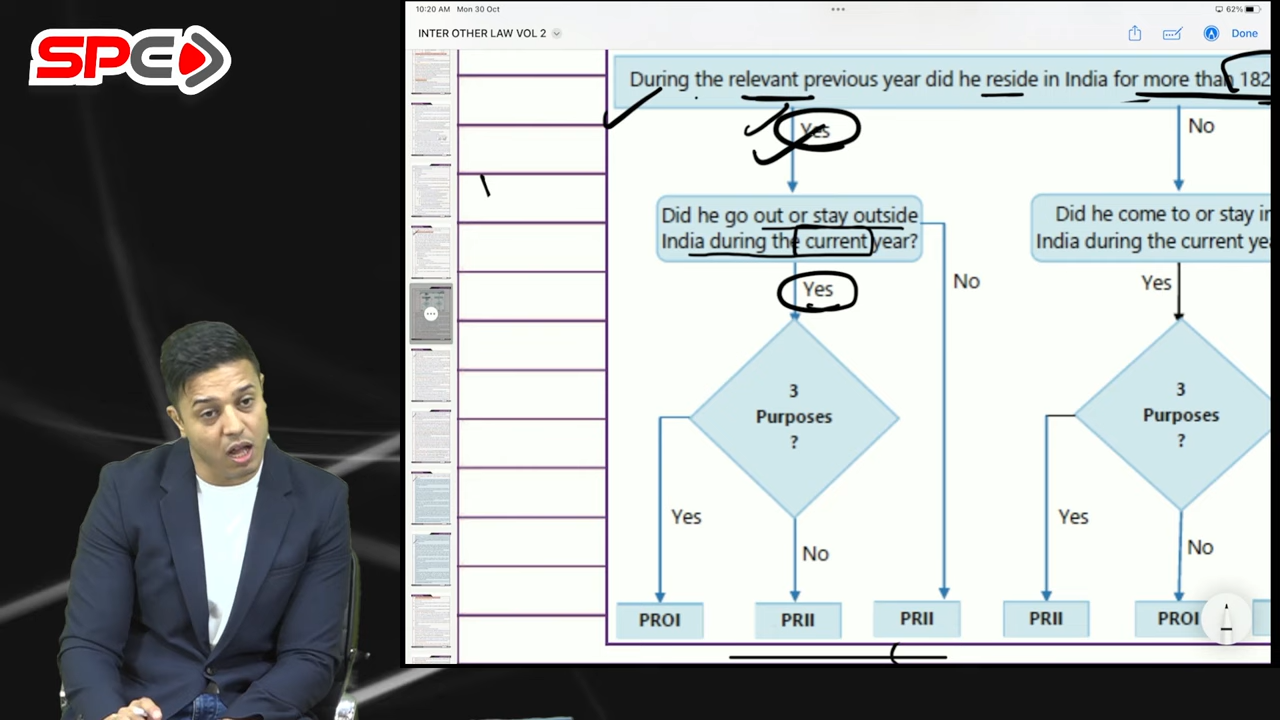 SPED
10:20 AM Mon 30 Oct
62%
INTER OTHER LAW VOL 2
Done
During the relevant previous year did he reside in India for more than 182
Yes
No
Did he go out or stay outside
India during the current year?
Did he come to or stay in
India during the current yea
Yes
No
Yes
3
Purposes
?
3
Purposes
?
Yes
No
Yes
No
PROI
PRII
PRII
PRII
PROI